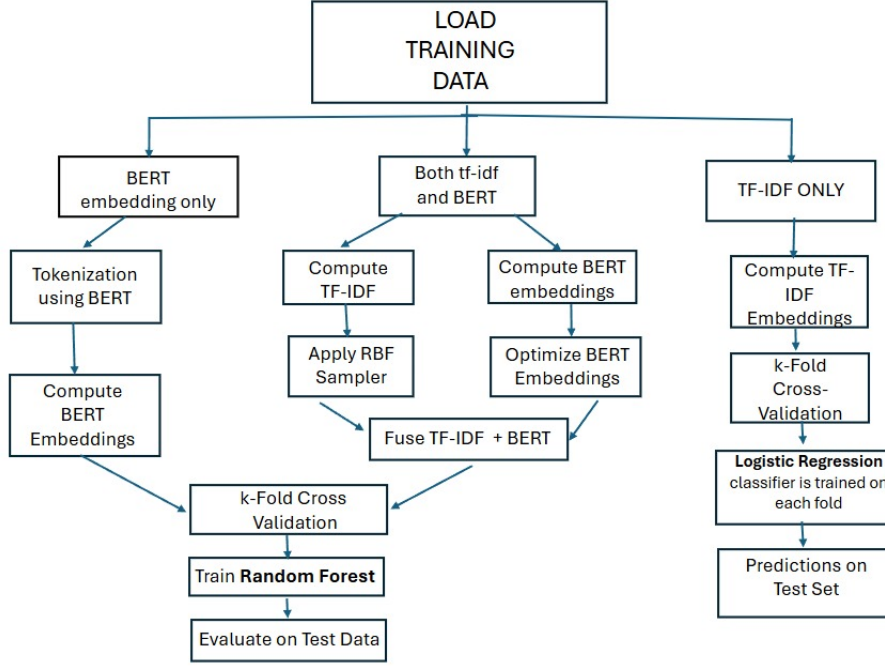 LOAD
TRAINING
DATA
BERT
embedding only
Both tf-idf
and BERT
TF-IDF ONLY
Tokenization
using BERT
Compute
TF-IDF
Compute BERT
embeddings
Compute TF-
IDF
Embeddings
Apply RBF
Sampler
Optimize BERT
Embeddings
k-Fold
Cross-
Validation
Compute
BERT
Embeddings
Fuse TF-IDF + BERT
Logistic Regression
classifier is trained on
each fold
k-Fold Cross
Validation
Predictions on
Test Set
Train Random Forest
Evaluate on Test Data